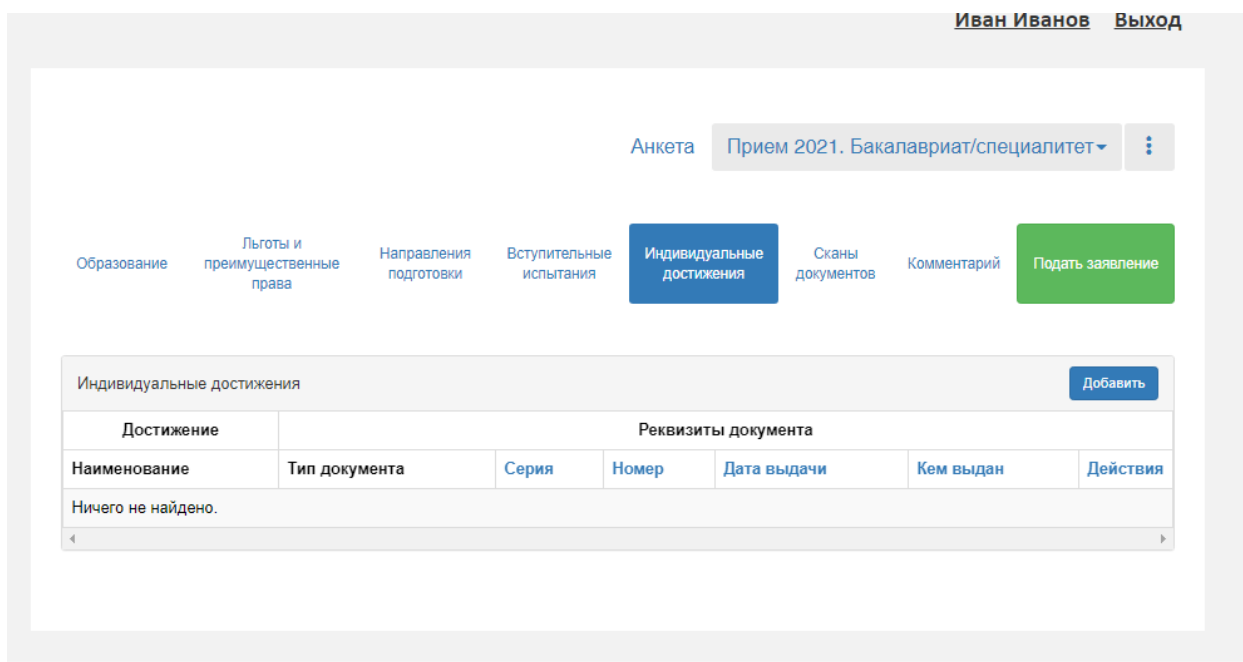 Иван Иванов Выход
Анкета Прием 2021. Бакалавриат/специалитет
Образование
Льготы и
преимущественные
права
Направления
подготовки
Вступительные
испытания
Индивидуальные
достижения
Сканы
документов
Комментарий
Подать заявление
Индивидуальные достижения Добавить
Достижение Реквизиты документа
Наименование Тип документа Серия Номер Дата выдачи Кем выдан Действия
Ничего не найдено.